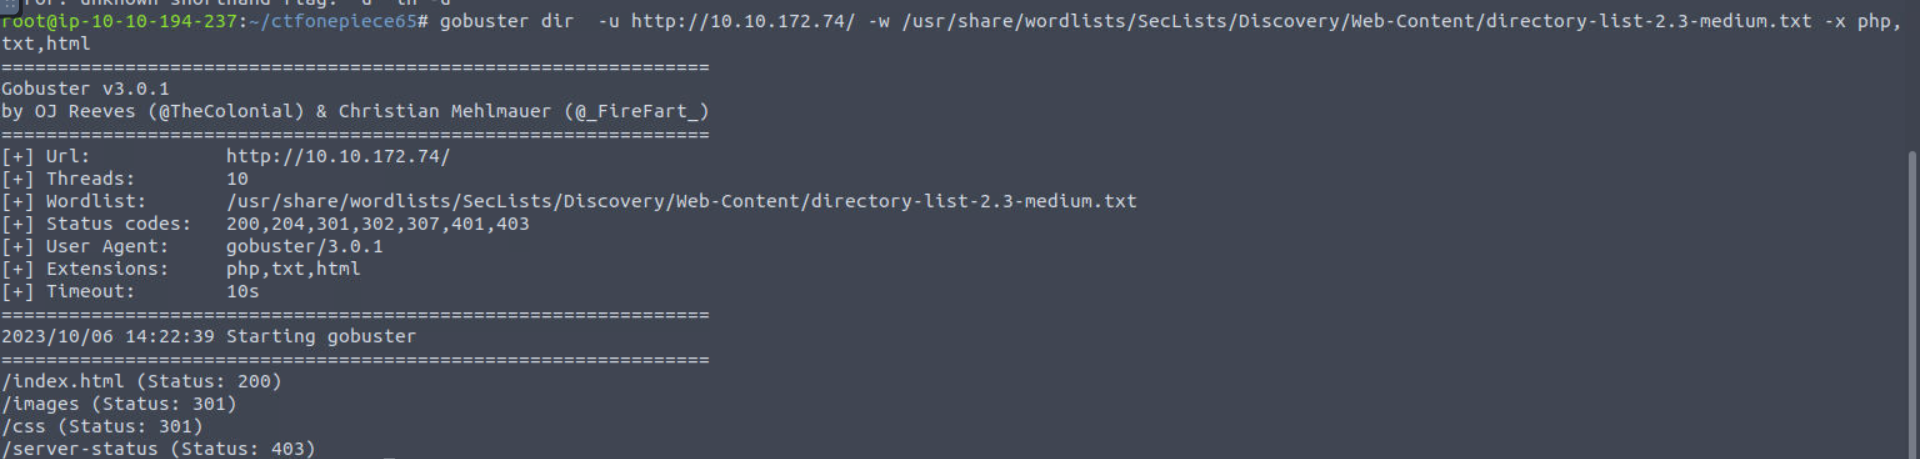 root@ip-10-10-194-237:~/ctfonepiece65# gobuster dir  -u http://10.10.172.74/ -w /usr/share/wordlists/SecLists/Discovery/Web-Content/directory-list-2.3-medium.txt -x php,
txt,html
===============================================================
Gobuster v3.0.1
by OJ Reeves (@TheColonial) & Christian Mehlmauer (@_FireFart_)
===============================================================
[+] Url:            http://10.10.172.74/
[+] Threads:        10
[+] Wordlist:       /usr/share/wordlists/SecLists/Discovery/Web-Content/directory-list-2.3-medium.txt
[+] Status codes:   200,204,301,302,307,401,403
[+] User Agent:     gobuster/3.0.1
[+] Extensions:     php,txt,html
[+] Timeout:        10s
===============================================================
2023/10/06 14:22:39 Starting gobuster
===============================================================
/index.html (Status: 200)
/images (Status: 301)
/css (Status: 301)
/server-status (Status: 403)